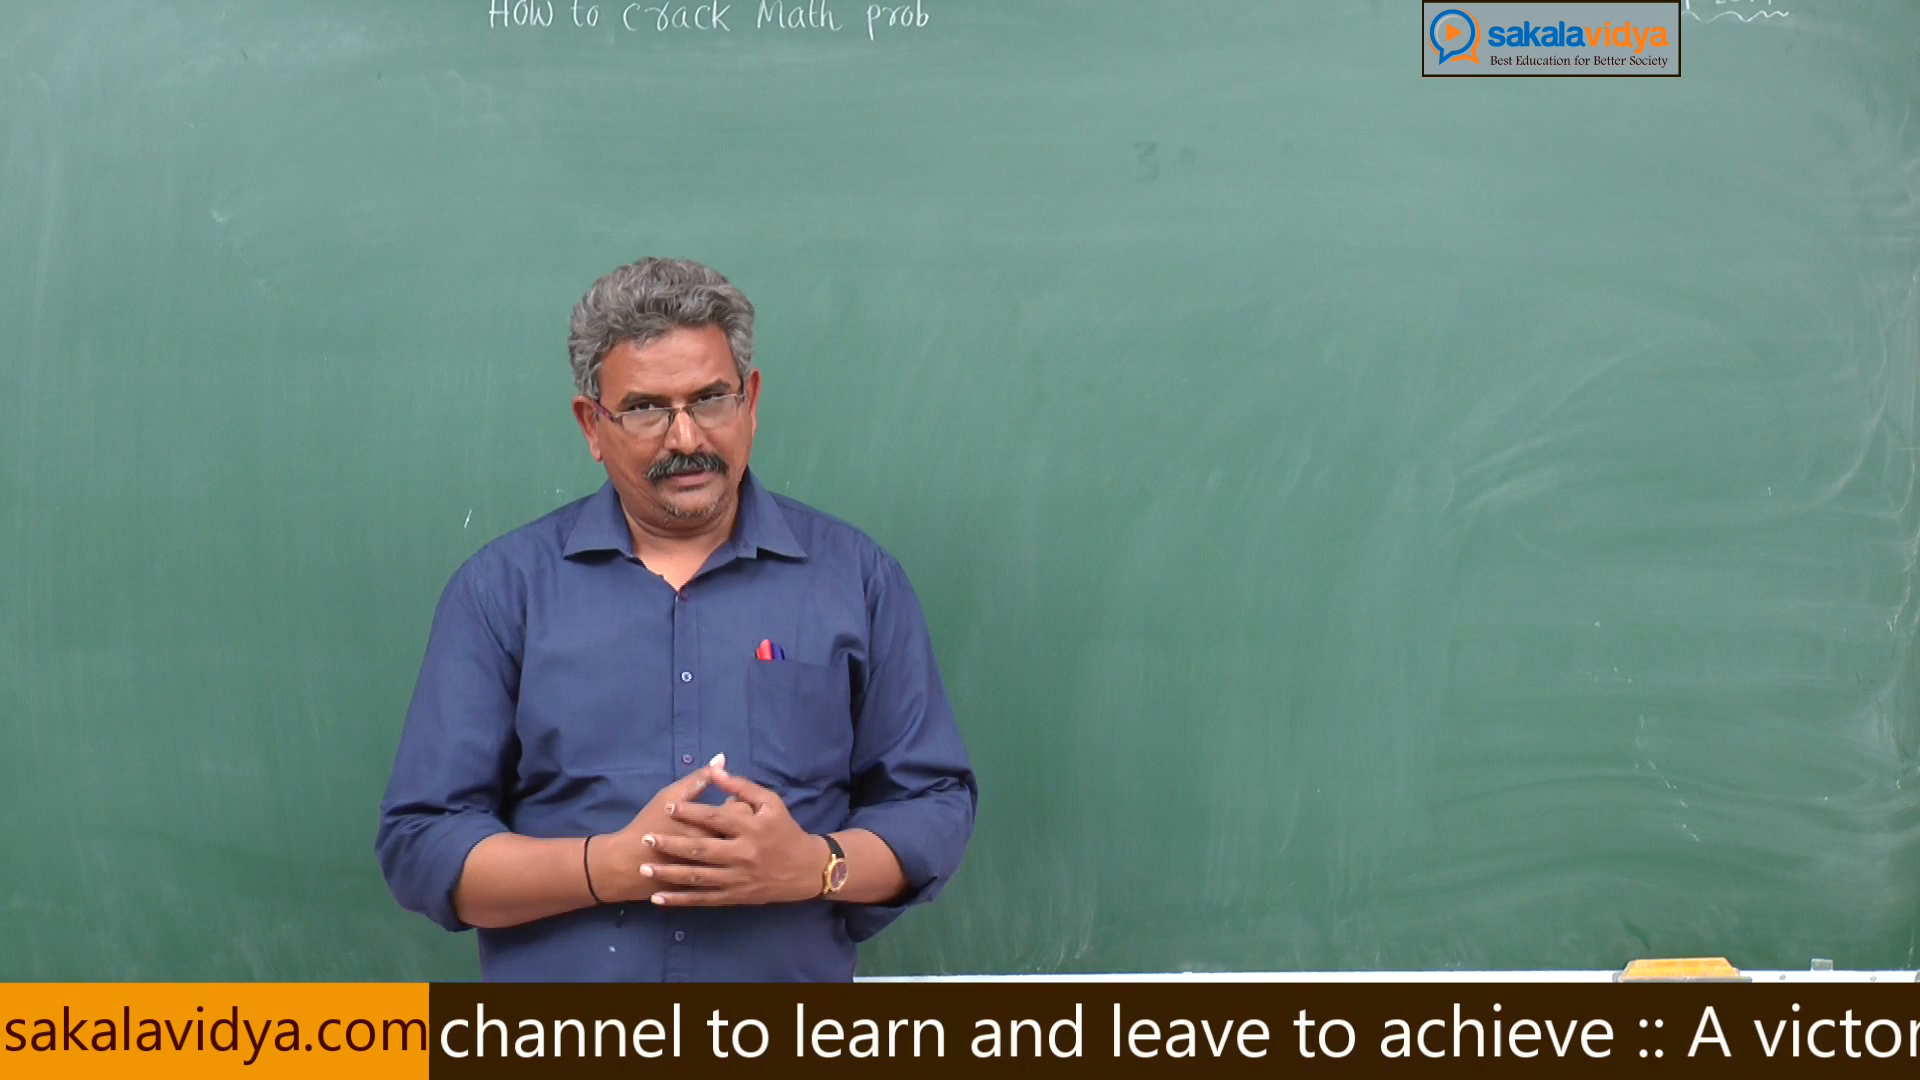 How to crack Math prob
sakalavidya
Best Education for Better Society
3
sakalavidya.com
channel to learn and leave to achieve :: A victor